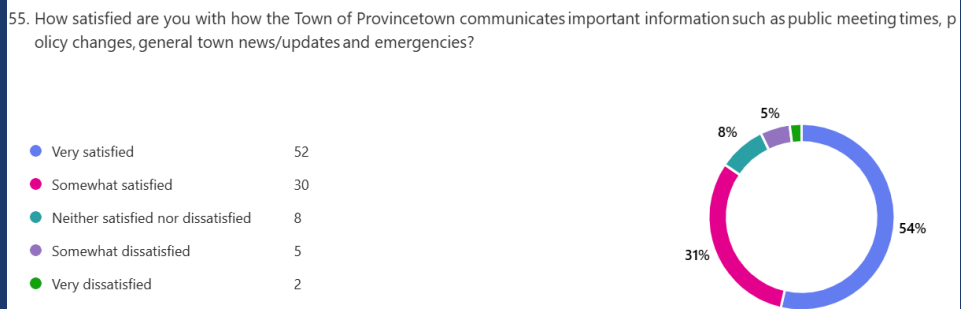 55. How satisfied are you with how the Town of Provincetown communicates important information such as public meeting times, p
olicy changes, general town news/updates and emergencies?
Very satisfied 52
Somewhat satisfied 30
Neither satisfied nor dissatisfied 8
Somewhat dissatisfied 5
Very dissatisfied 2
5%
8%
54%
31%